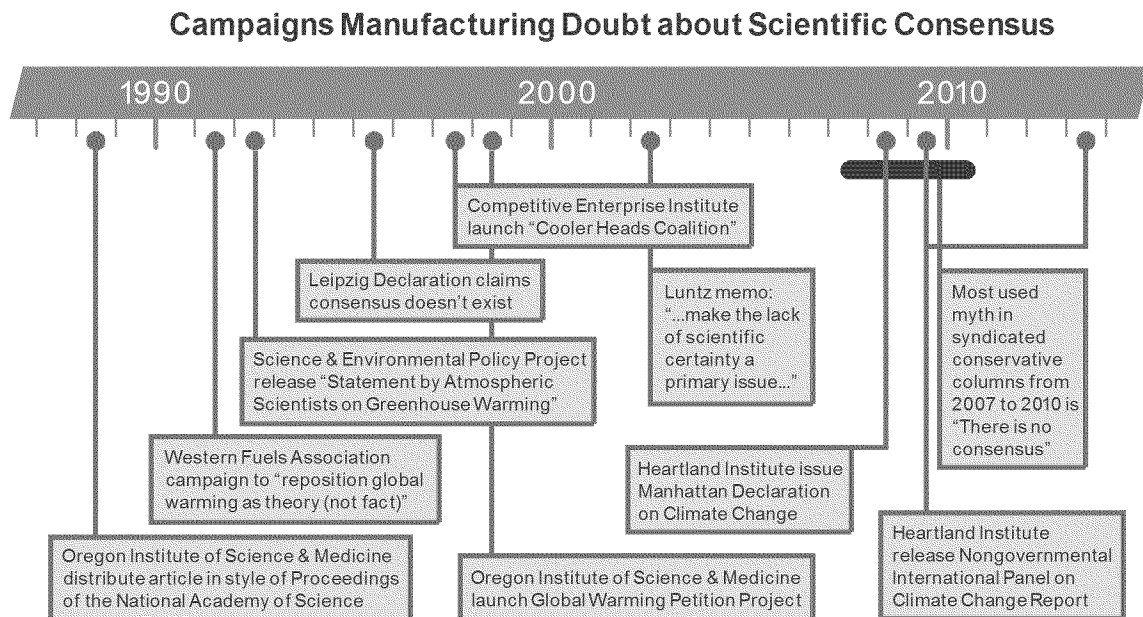 Campaigns Manufacturing Doubt about Scientific Consensus
1990
2000
2010
Competitive Enterprise Institute
launch “Cooler Heads Coalition”
Leipzig Declaration claims
consensus doesn’t exist
Luntz memo:
“...make the lack
of scientific
certainty a
primary issue...”
Most used
myth in
syndicated
conservative
columns from
2007 to 2010 is
“There is no
consensus”
Science & Environmental Policy Project
release “Statement by Atmospheric
Scientists on Greenhouse Warming”
Western Fuels Association
campaign to “reposition global
warming as theory (not fact)”
Heartland Institute issue
Manhattan Declaration
on Climate Change
Oregon Institute of Science & Medicine
distribute article in style of Proceedings
of the National Academy of Science
Oregon Institute of Science & Medicine
launch Global Warming Petition Project
Heartland Institute
release Nongovernmental
International Panel on
Climate Change Report